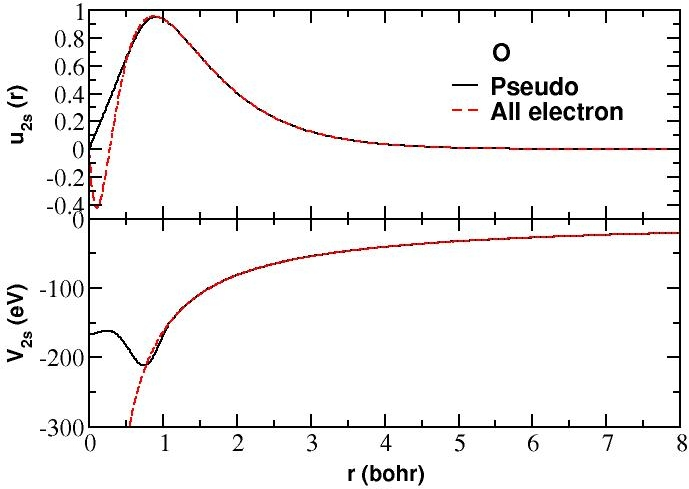 1
0.8
0.6
0.4
0.2
0
-0.2
-0.4
u2s (r)
O
Pseudo
All electron
0
-100
-200
-300
V2s (eV)
0 1 2 3 4 5 6 7 8
r (bohr)